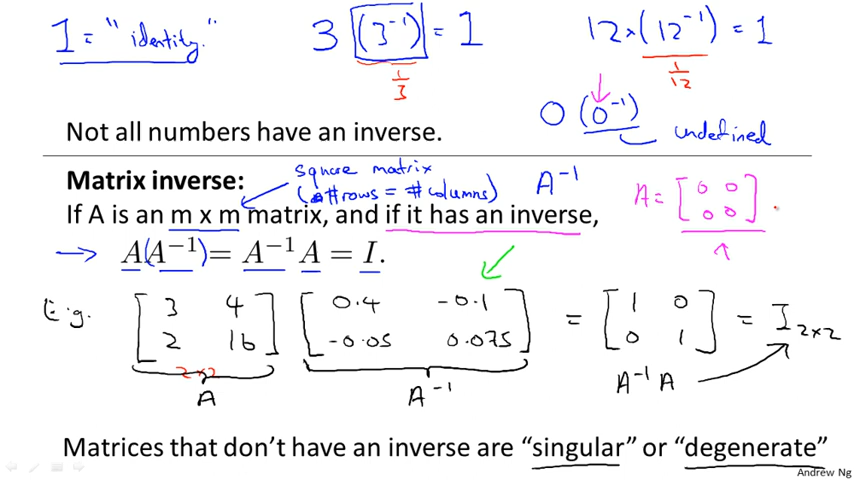 1 = "identity."
3 (3⁻¹) = 1
1/3
12 × (12⁻¹) = 1
1/12
0 (0⁻¹)
undefined
Not all numbers have an inverse.
square matrix
(#rows = #columns)
A⁻¹
Matrix inverse:
A = [0 0
0 0]
If A is an m x m matrix, and if it has an inverse,
→ A(A⁻¹) = A⁻¹A = I.
E.g. [3 4 [0.4 -0.1 = [1 0 = I₂ₓ₂
2 16] -0.05 0.075] 0 1]
2×2
A A⁻¹ A⁻¹A
Matrices that don't have an inverse are "singular" or "degenerate"
Andrew Ng